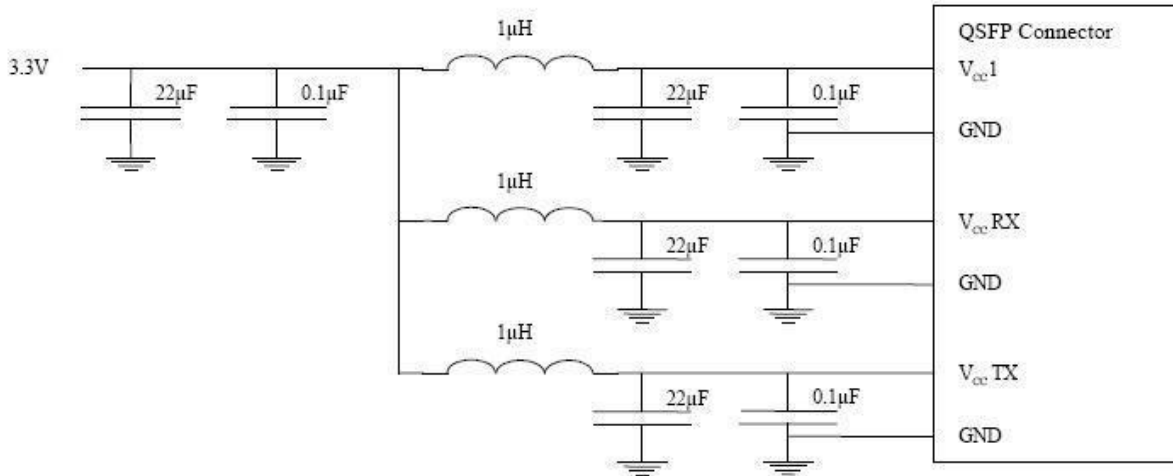 1μH
QSFP Connector
3.3V
Vcc1
22μF
0.1μF
22μF
0.1μF
GND
1μH
Vcc RX
22μF
0.1μF
GND
1μH
Vcc TX
22μF
0.1μF
GND